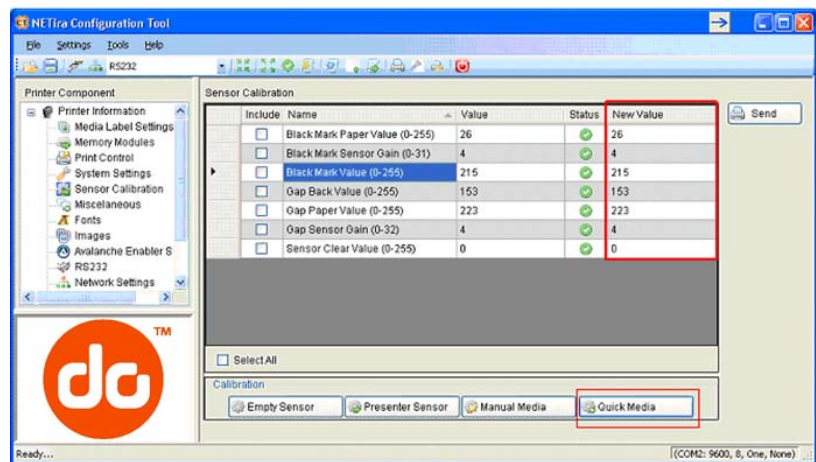 NETira Configuration Tool
File Settings Tools Help
RS232
Printer Component
Printer Information
Media Label Settings
Memory Modules
Print Control
System Settings
Sensor Calibration
Miscellaneous
Fonts
Images
Avalanche Enabler S
RS232
Network Settings
TM
do
Sensor Calibration
Include Name Value Status New Value
Black Mark Paper Value (0-255) 26 26
Black Mark Sensor Gain (0-31) 4 4
Black Mark Value (0-255) 215 215
Gap Back Value (0-255) 153 153
Gap Paper Value (0-255) 223 223
Gap Sensor Gain (0-32) 4 4
Sensor Clear Value (0-255) 0 0
Send
Select All
Calibration
Empty Sensor Presenter Sensor Manual Media Quick Media
Ready... (COM2: 9600, 8, One, None)